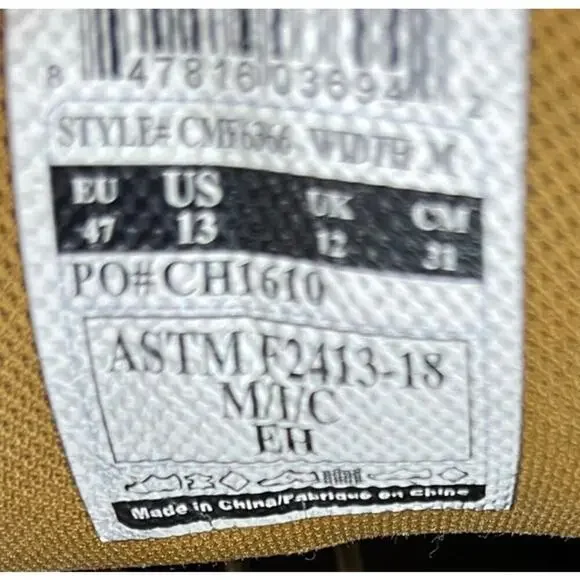 8 47816 03694 2
STYLE# CMF6366 WIDTH M
EU US UK CM
47 13 12 31
PO# CH1610
ASTM F2413-18
M/I/C
EH
Made in China/Fabriqué en Chine